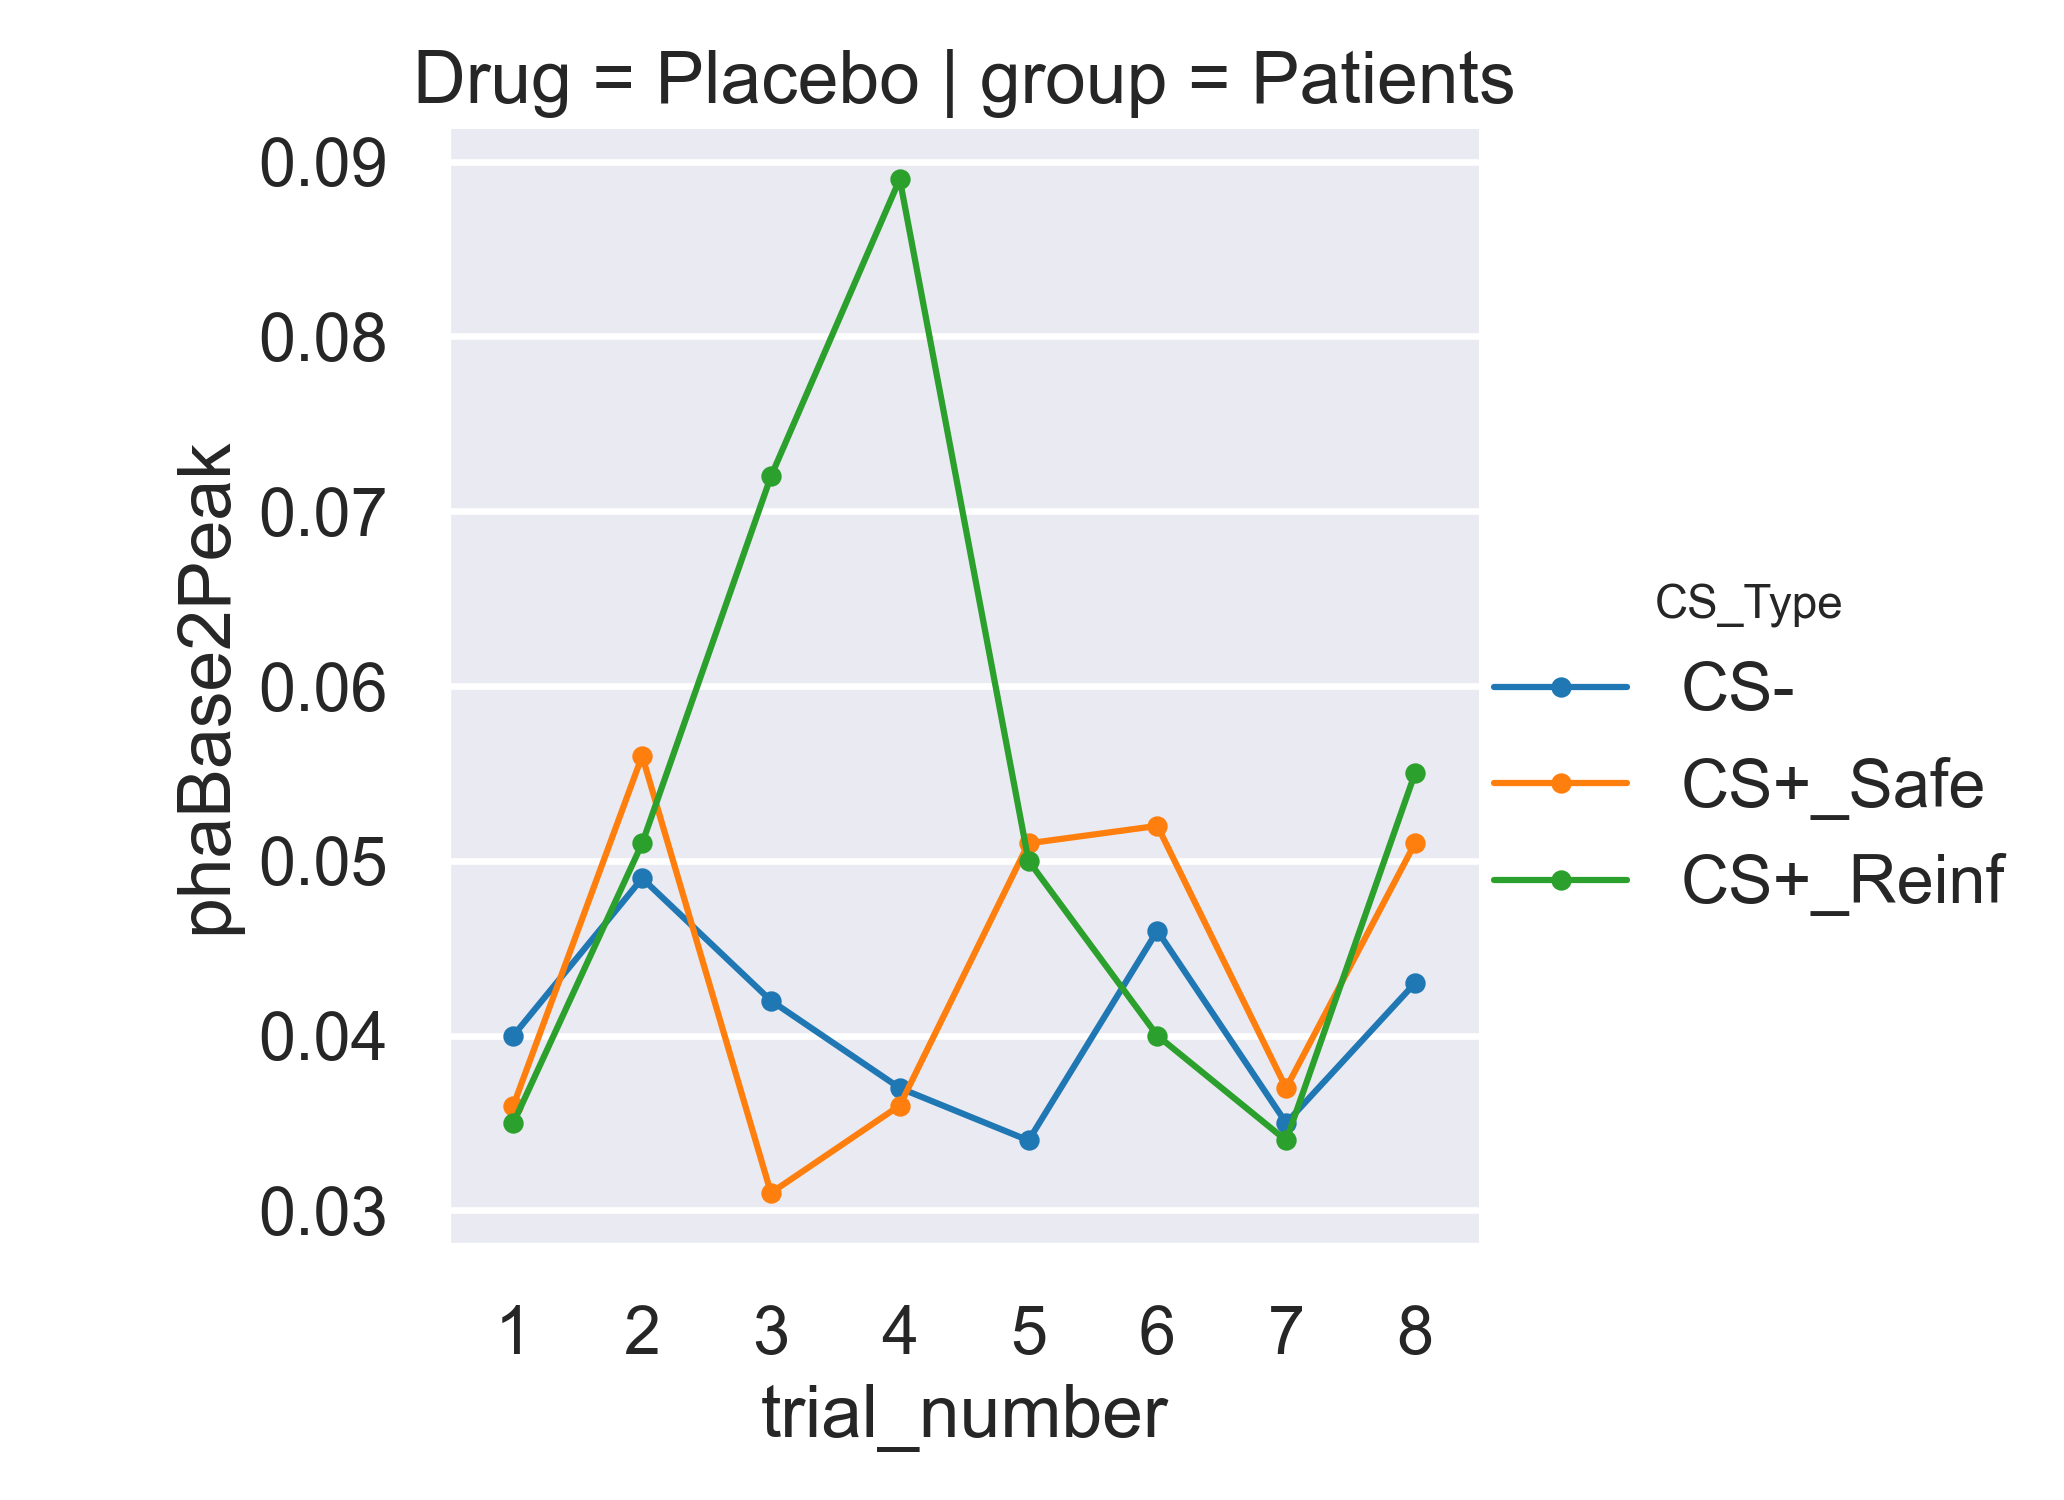 Drug = Placebo | group = Patients
0.09
0.08
0.07
0.06
0.05
0.04
0.03
phaBase2Peak
1 2 3 4 5 6 7 8
trial_number
CS_Type
CS-
CS+_Safe
CS+_Reinf